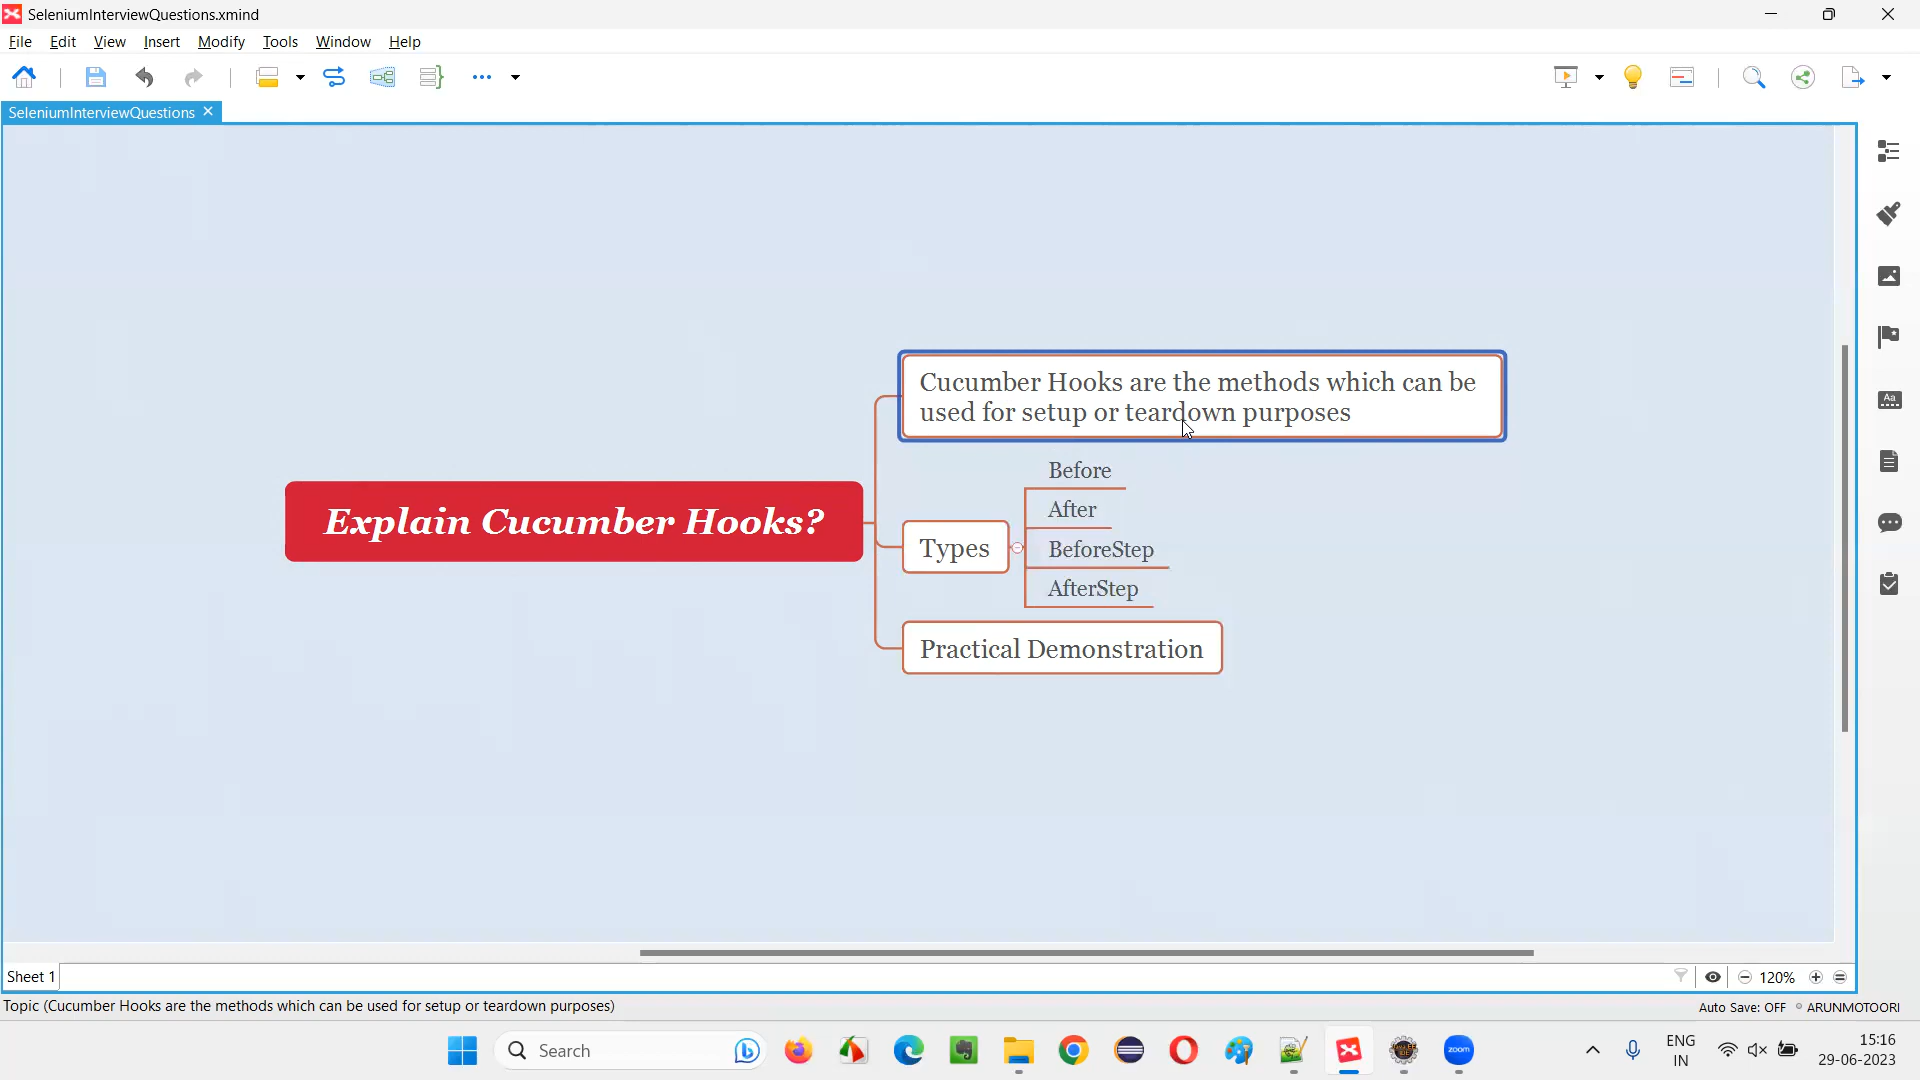 SeleniumInterviewQuestions.xmind
File Edit View Insert Modify Tools Window Help
SeleniumInterviewQuestions
Cucumber Hooks are the methods which can be
used for setup or teardown purposes
Explain Cucumber Hooks?
Types
Before
After
BeforeStep
AfterStep
Practical Demonstration
Aa
Sheet 1
120%
Topic (Cucumber Hooks are the methods which can be used for setup or teardown purposes)
Auto Save: OFF ARUNMOTOORI
Search
zoom
ENG
IN
15:16
29-06-2023